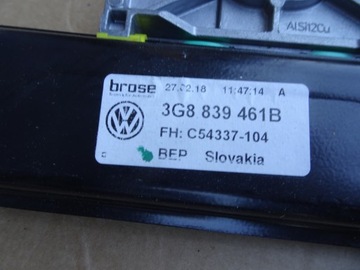 AlSi12Cu
brose 27.02.18 11:47:14 A
3G8 839 461B
FH: C54337-104
BEP Slovakia